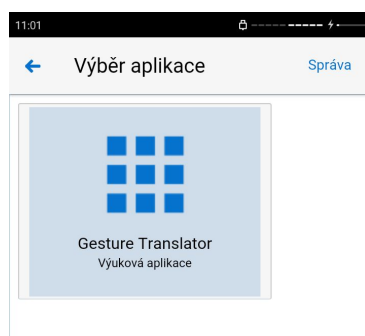 11:01
Výběr aplikace
Správa
Gesture Translator
Výuková aplikace